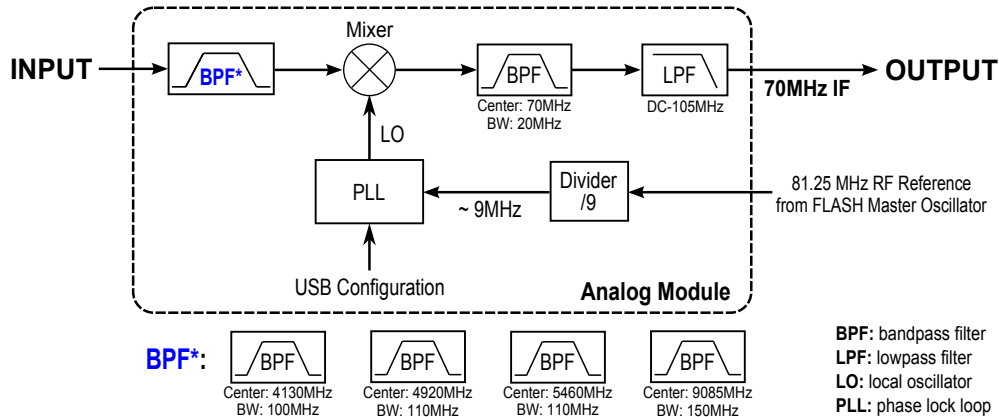 Mixer
INPUT
BPF*
BPF
Center: 70MHz
BW: 20MHz
LPF
DC-105MHz
70MHz IF
OUTPUT
LO
PLL
~ 9MHz
Divider
/9
81.25 MHz RF Reference
from FLASH Master Oscillator
USB Configuration
Analog Module
BPF*:
BPF
Center: 4130MHz
BW: 100MHz
BPF
Center: 4920MHz
BW: 110MHz
BPF
Center: 5460MHz
BW: 110MHz
BPF
Center: 9085MHz
BW: 150MHz
BPF: bandpass filter
LPF: lowpass filter
LO: local oscillator
PLL: phase lock loop